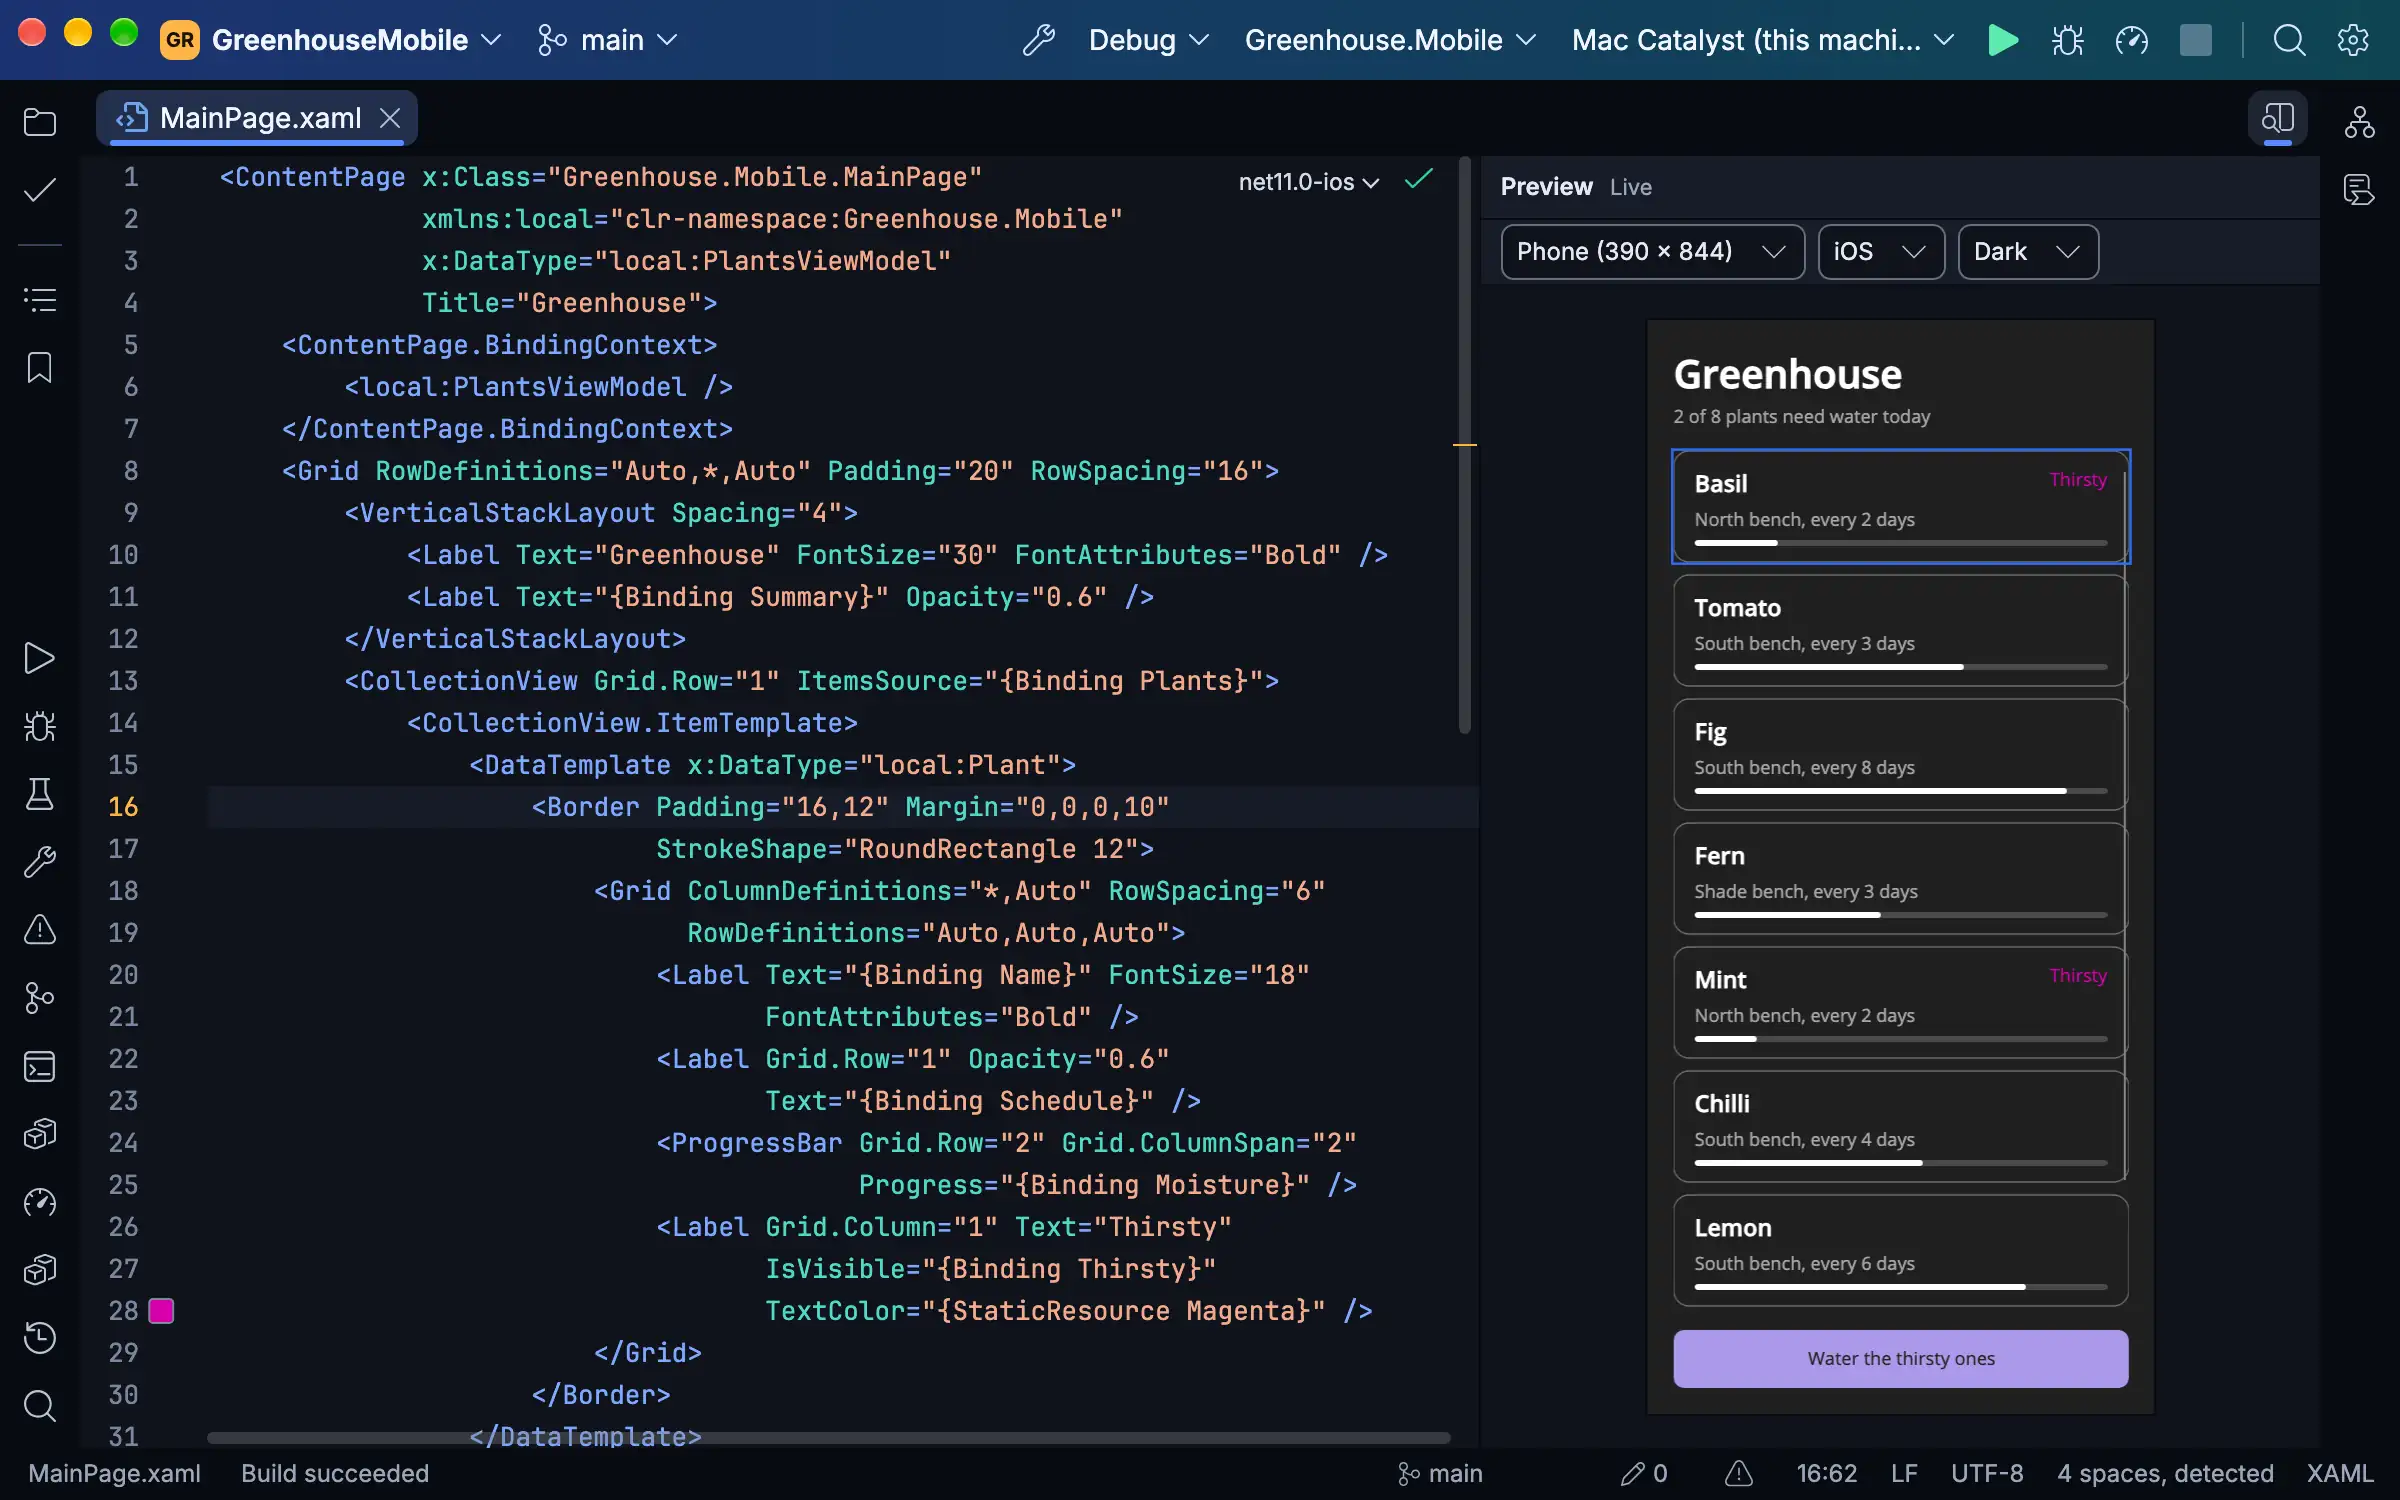 GR GreenhouseMobile main Debug Greenhouse.Mobile Mac Catalyst (this machi...
MainPage.xaml
1 <ContentPage x:Class="Greenhouse.Mobile.MainPage"
2 xmlns:local="clr-namespace:Greenhouse.Mobile"
3 x:DataType="local:PlantsViewModel"
4 Title="Greenhouse">
5 <ContentPage.BindingContext>
6 <local:PlantsViewModel />
7 </ContentPage.BindingContext>
8 <Grid RowDefinitions="Auto,*,Auto" Padding="20" RowSpacing="16">
9 <VerticalStackLayout Spacing="4">
10 <Label Text="Greenhouse" FontSize="30" FontAttributes="Bold" />
11 <Label Text="{Binding Summary}" Opacity="0.6" />
12 </VerticalStackLayout>
13 <CollectionView Grid.Row="1" ItemsSource="{Binding Plants}">
14 <CollectionView.ItemTemplate>
15 <DataTemplate x:DataType="local:Plant">
16 <Border Padding="16,12" Margin="0,0,0,10"
17 StrokeShape="RoundRectangle 12">
18 <Grid ColumnDefinitions="*,Auto" RowSpacing="6"
19 RowDefinitions="Auto,Auto,Auto">
20 <Label Text="{Binding Name}" FontSize="18"
21 FontAttributes="Bold" />
22 <Label Grid.Row="1" Opacity="0.6"
23 Text="{Binding Schedule}" />
24 <ProgressBar Grid.Row="2" Grid.ColumnSpan="2"
25 Progress="{Binding Moisture}" />
26 <Label Grid.Column="1" Text="Thirsty"
27 IsVisible="{Binding Thirsty}"
28 TextColor="{StaticResource Magenta}" />
29 </Grid>
30 </Border>
31 </DataTemplate>
net11.0-ios
Preview Live
Phone (390 × 844) iOS Dark
Greenhouse
2 of 8 plants need water today
Basil Thirsty
North bench, every 2 days
Tomato
South bench, every 3 days
Fig
South bench, every 8 days
Fern
Shade bench, every 3 days
Mint Thirsty
North bench, every 2 days
Chilli
South bench, every 4 days
Lemon
South bench, every 6 days
Water the thirsty ones
MainPage.xaml Build succeeded main 0 16:62 LF UTF-8 4 spaces, detected XAML